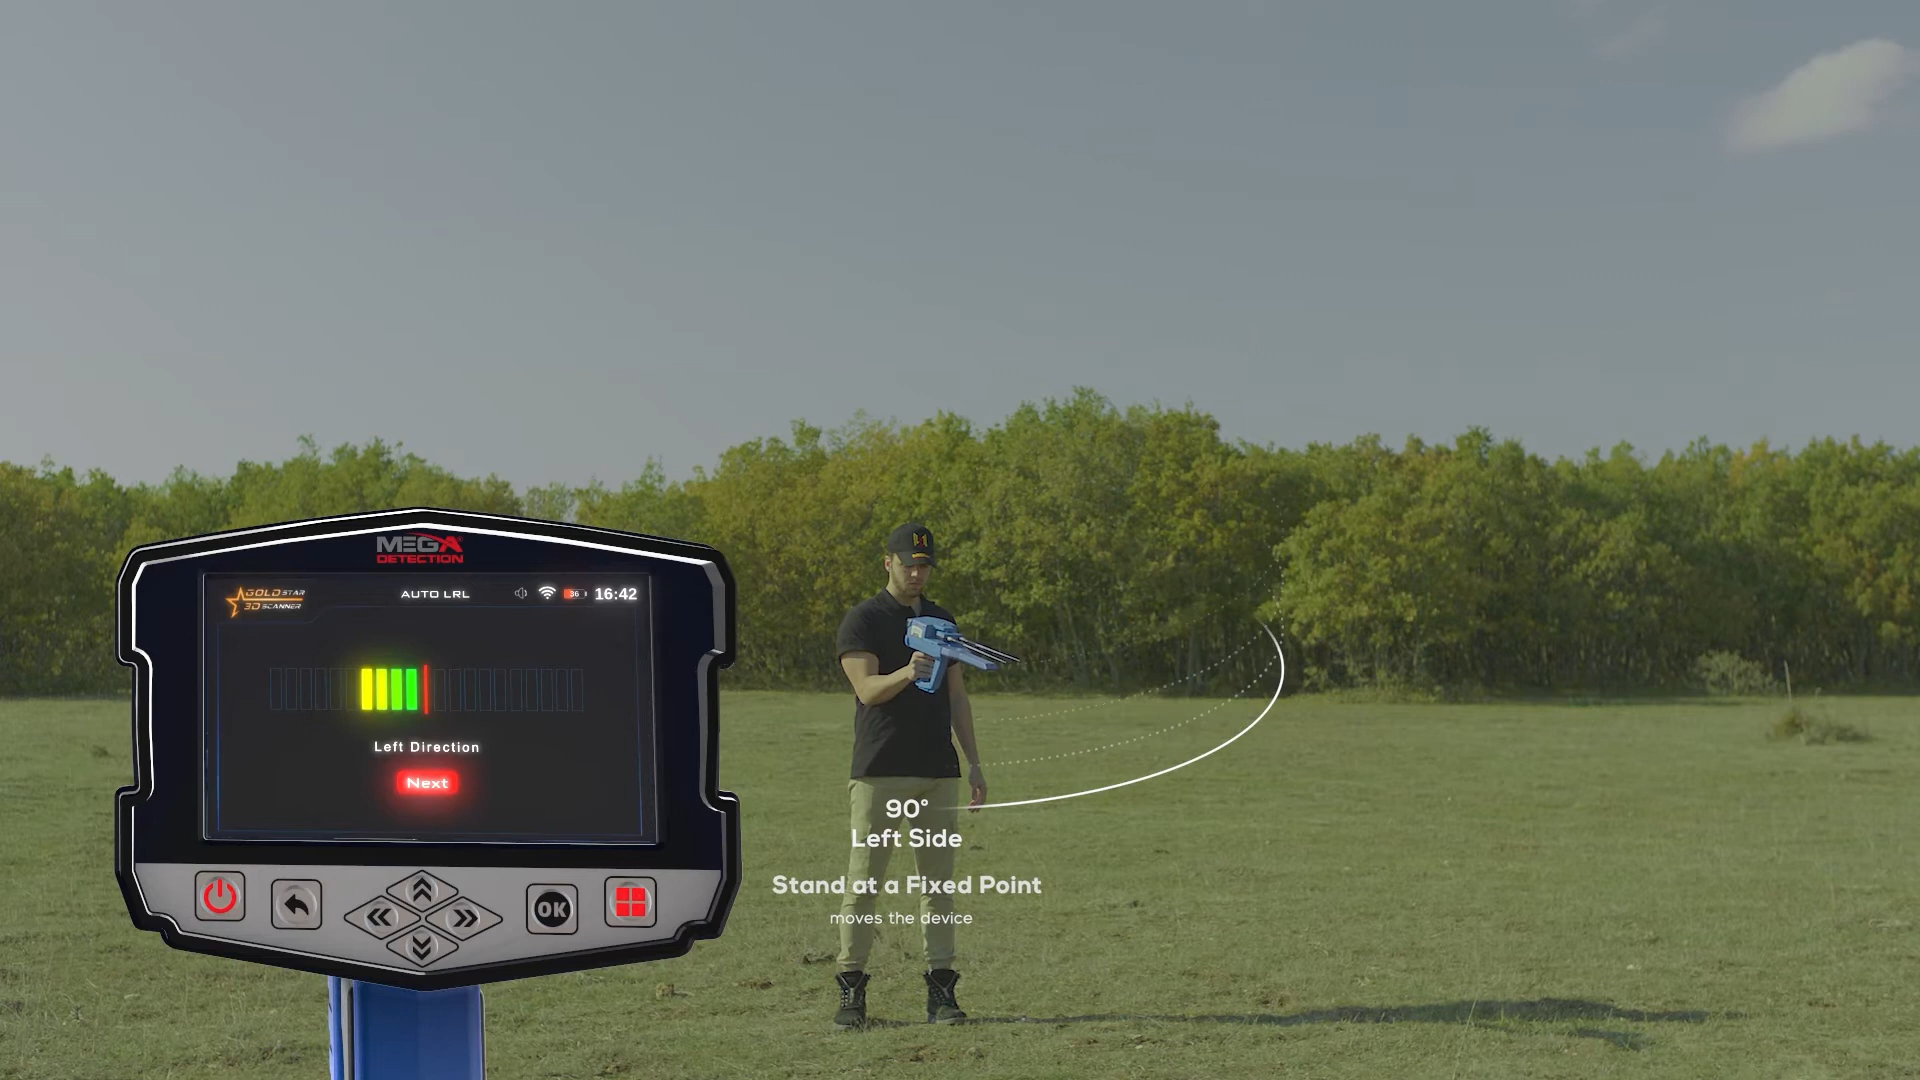 MEGA
DETECTION
GOLD STAR
3D SCANNER
AUTO LRL
36
16:42
Left Direction
Next
OK
90°
Left Side
Stand at a Fixed Point
moves the device